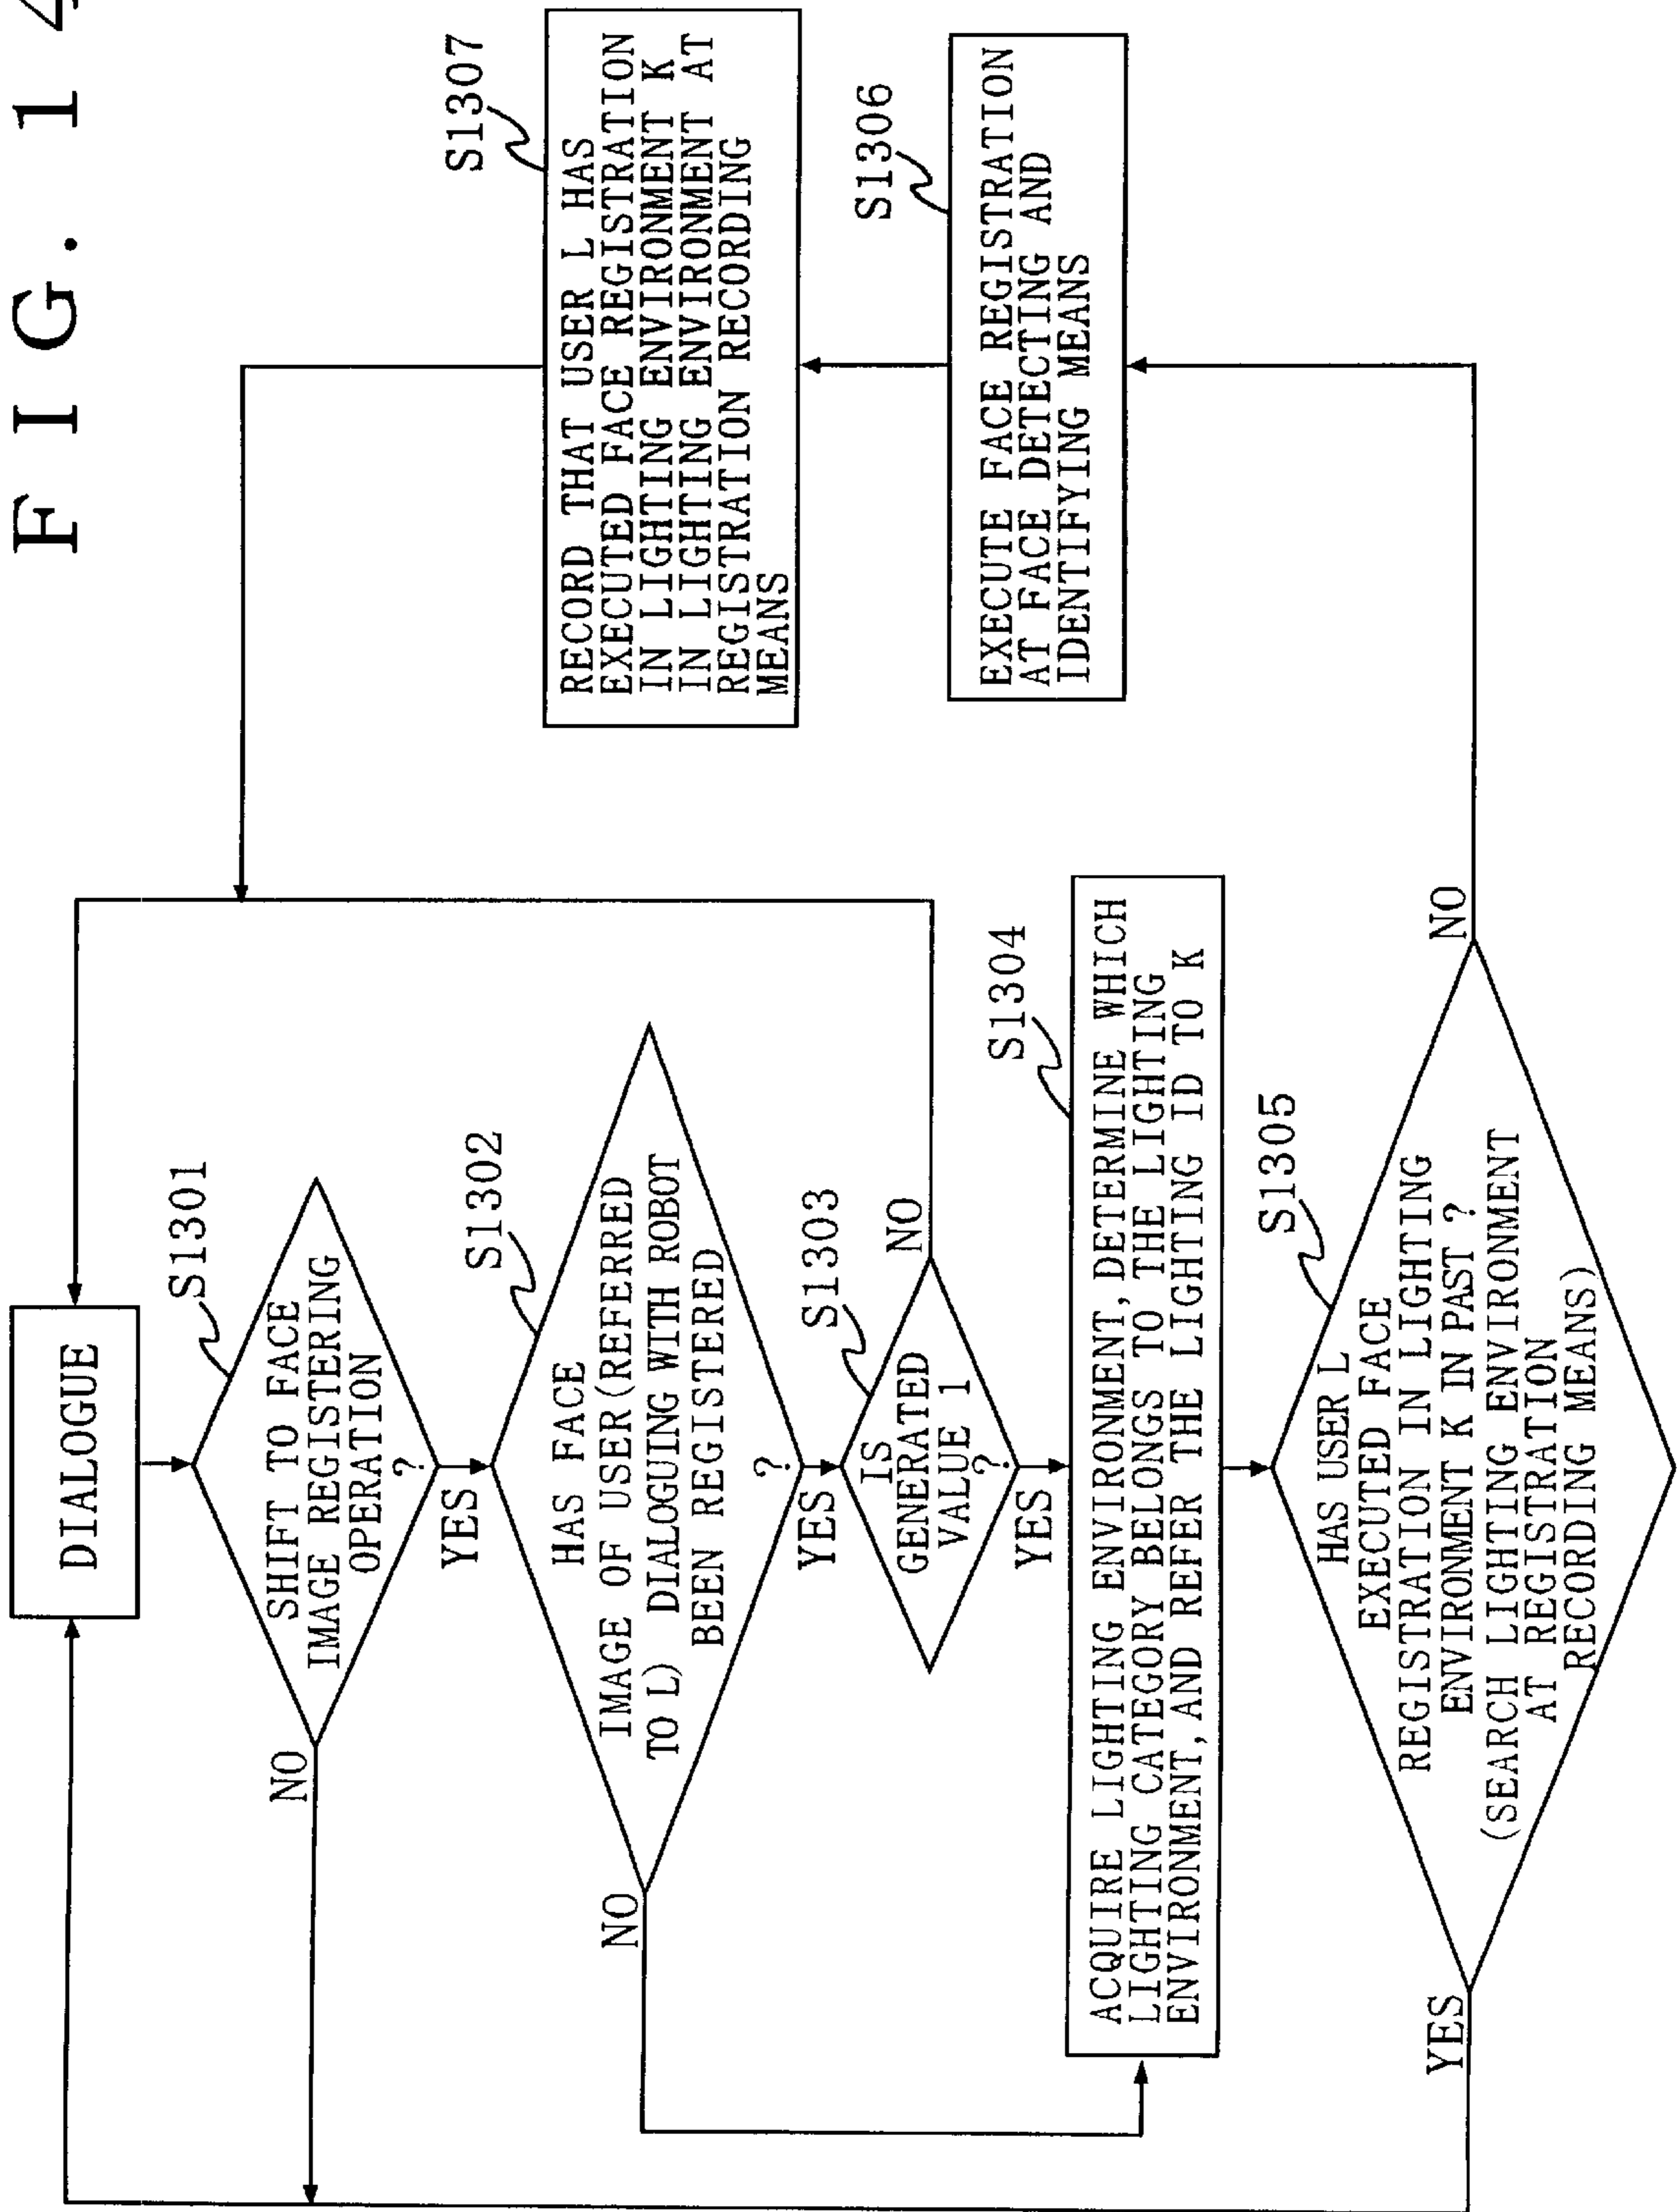 FIG. 14
DIALOGUE
S1301
SHIFT TO FACE
IMAGE REGISTERING
OPERATION
?
NO
YES
S1302
HAS FACE
IMAGE OF USER(REFERRED
TO L) DIALOGUING WITH ROBOT
BEEN REGISTERED
?
NO
YES
S1303
IS
GENERATED
VALUE 1
?
NO
YES
S1304
ACQUIRE LIGHTING ENVIRONMENT, DETERMINE WHICH
LIGHTING CATEGORY BELONGS TO THE LIGHTING
ENVIRONMENT, AND REFER THE LIGHTING ID TO K
S1305
HAS USER L
EXECUTED FACE
REGISTRATION IN LIGHTING
ENVIRONMENT K IN PAST ?
(SEARCH LIGHTING ENVIRONMENT
AT REGISTRATION
RECORDING MEANS)
YES
NO
S1306
EXECUTE FACE REGISTRATION
AT FACE DETECTING AND
IDENTIFYING MEANS
S1307
RECORD THAT USER L HAS
EXECUTED FACE REGISTRATION
IN LIGHTING ENVIRONMENT K
IN LIGHTING ENVIRONMENT AT
REGISTRATION RECORDING
MEANS